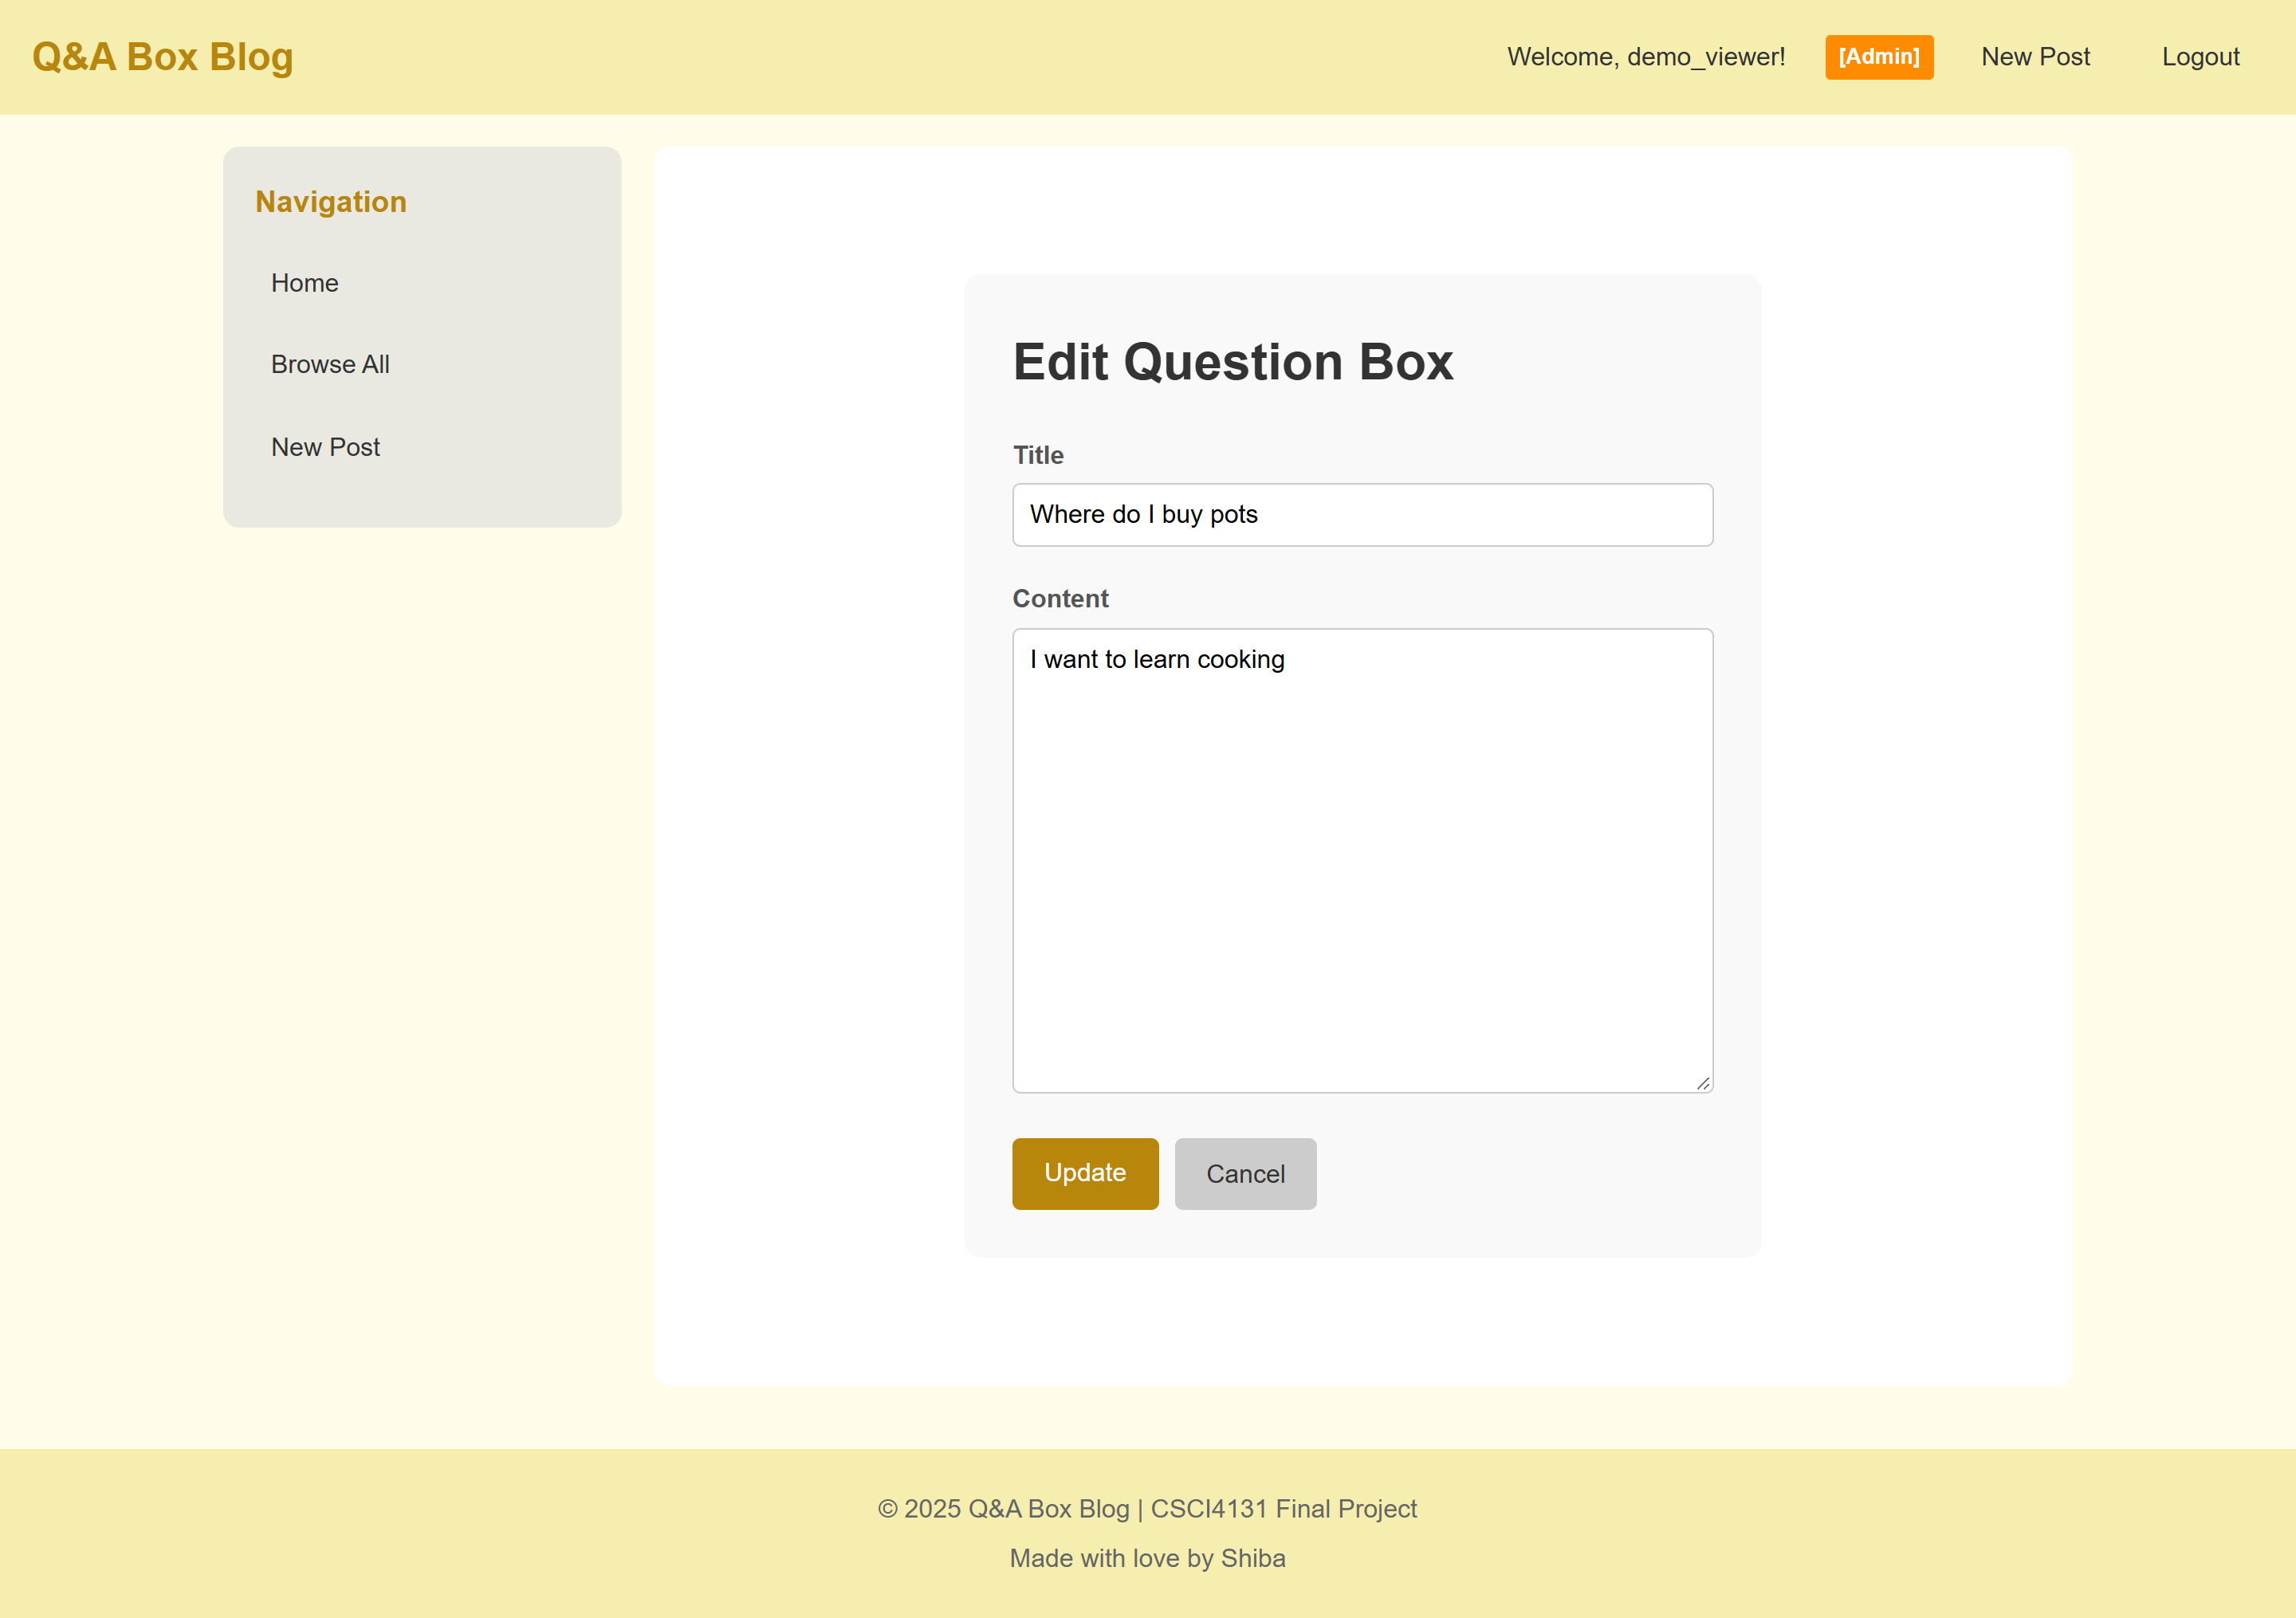 Q&A Box Blog
Welcome, demo_viewer! [Admin] New Post Logout
Navigation
Home
Browse All
New Post
Edit Question Box
Title
Where do I buy pots
Content
I want to learn cooking
Update Cancel
© 2025 Q&A Box Blog | CSCI4131 Final Project
Made with love by Shiba